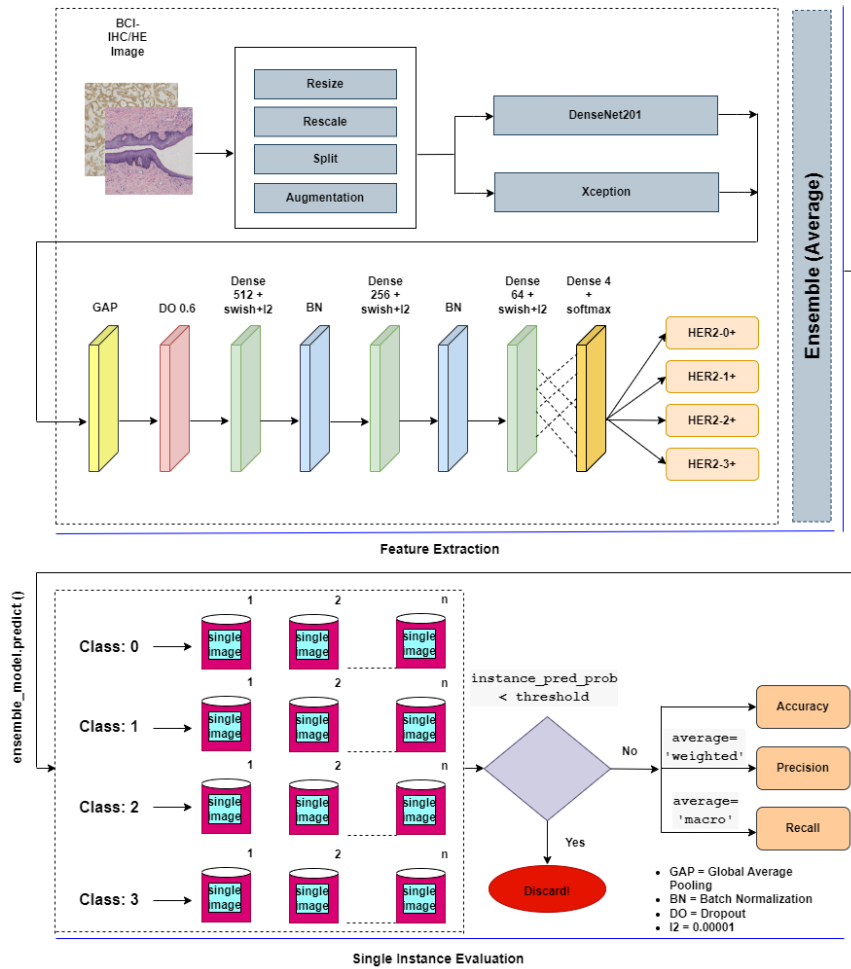 BCI-
IHC/HE
Image
Resize
Rescale
Split
Augmentation
DenseNet201
Xception
Ensemble (Average)
GAP
DO 0.6
Dense
512 +
swish+l2
BN
Dense
256 +
swish+l2
BN
Dense
64 +
swish+l2
Dense 4
+
softmax
HER2-0+
HER2-1+
HER2-2+
HER2-3+
Feature Extraction
ensemble_model.predict ()
1
2
n
Class: 0
single
image
single
image
single
image
1
2
n
Class: 1
single
image
single
image
single
image
1
2
n
Class: 2
single
image
single
image
single
image
1
2
n
Class: 3
single
image
single
image
single
image
instance_pred_prob
< threshold
No
Yes
Discard!
average=
'weighted'
average=
'macro'
Accuracy
Precision
Recall
• GAP = Global Average
Pooling
• BN = Batch Normalization
• DO = Dropout
• l2 = 0.00001
Single Instance Evaluation